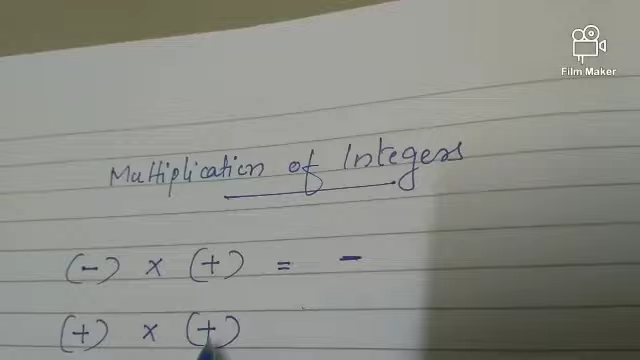 Film Maker
Multiplication of Integers
(-) × (+) = -
(+) × (+)